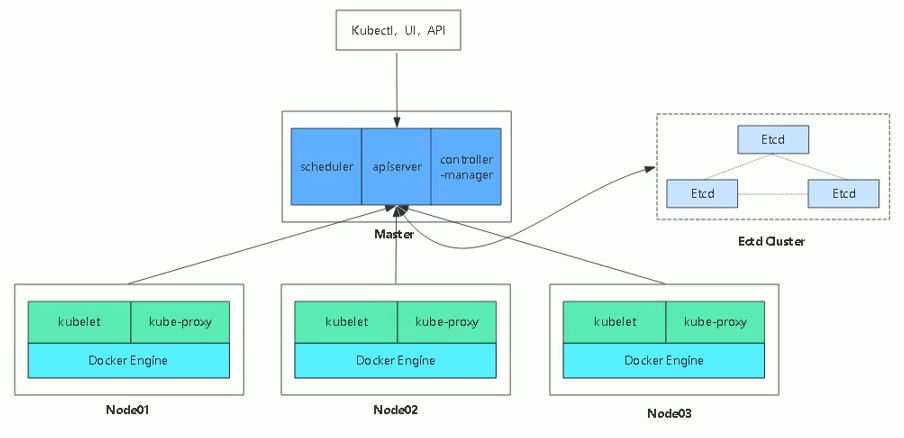 Kubectl, UI, API
scheduler
apiserver
controller
-manager
Master
Etcd
Etcd
Etcd
Ectd Cluster
kubelet
kube-proxy
Docker Engine
Node01
kubelet
kube-proxy
Docker Engine
Node02
kubelet
kube-proxy
Docker Engine
Node03